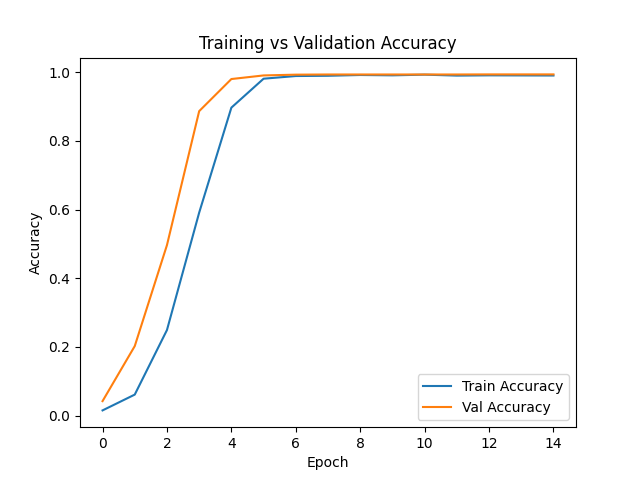 Training vs Validation Accuracy
1.0
0.8
0.6
0.4
0.2
0.0
Accuracy
Train Accuracy
Val Accuracy
0 2 4 6 8 10 12 14
Epoch